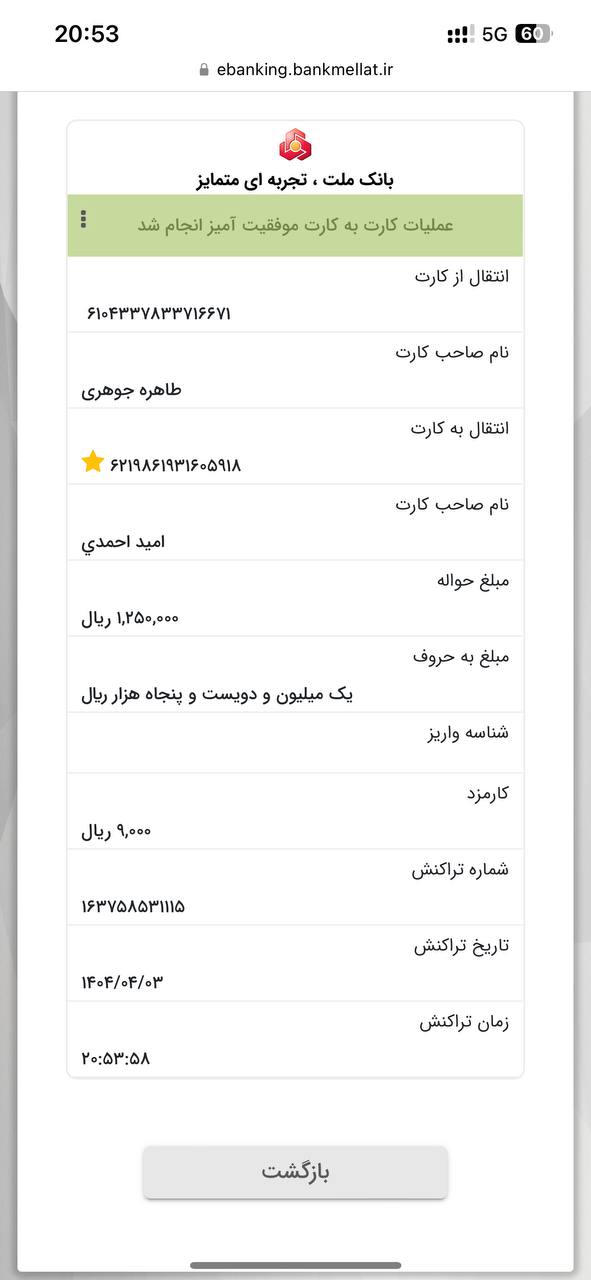 20:53
5G 60
ebanking.bankmellat.ir
بانک ملت ، تجربه ای متمایز
عملیات کارت به کارت موفقیت آمیز انجام شد
انتقال از کارت
۶۱۰۴۳۳۷۸۳۳۷۱۶۶۷۱
نام صاحب کارت
طاهره جوهری
انتقال به کارت
۶۲۱۹۸۶۱۹۳۱۶۰۵۹۱۸
نام صاحب کارت
امید احمدي
مبلغ حواله
۱,۲۵۰,۰۰۰ ریال
مبلغ به حروف
یک میلیون و دویست و پنجاه هزار ریال
شناسه واریز
کارمزد
۹,۰۰۰ ریال
شماره تراکنش
۱۶۳۷۵۸۵۳۱۱۱۵
تاریخ تراکنش
۱۴۰۴/۰۴/۰۳
زمان تراکنش
۲۰:۵۳:۵۸
بازگشت